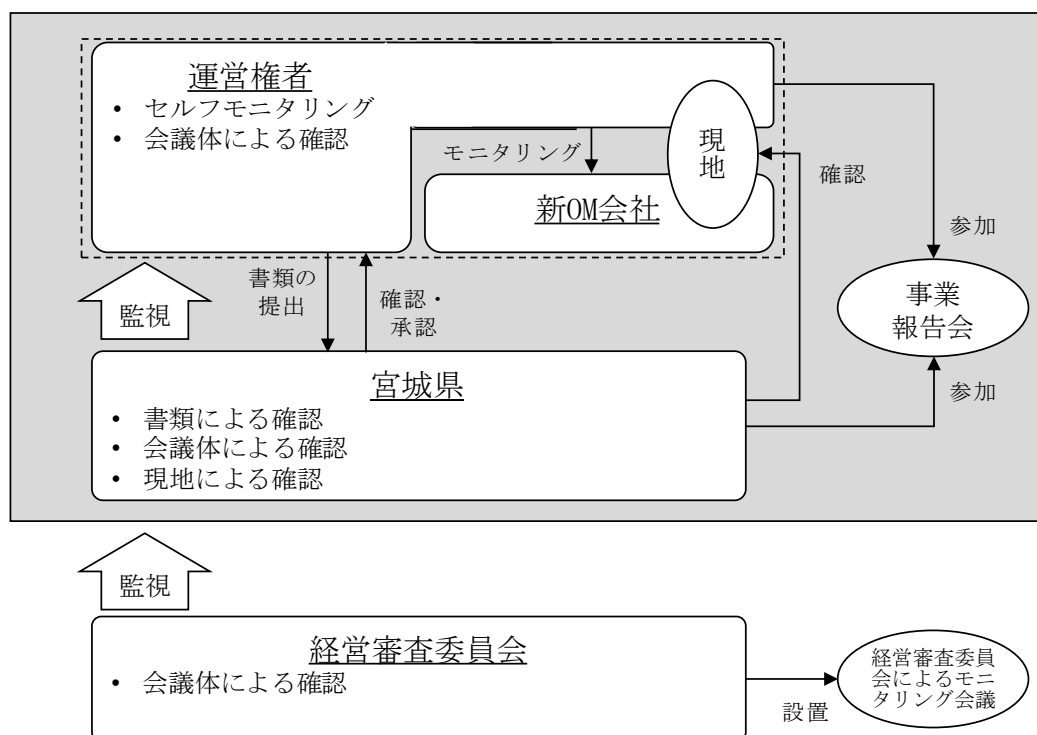 運営権者
• セルフモニタリング
• 会議体による確認
モニタリング
現
地
新OM会社
確認
参加
事業
報告会
監視
書類の
提出
確認・
承認
宮城県
• 書類による確認
• 会議体による確認
• 現地による確認
参加
監視
経営審査委員会
• 会議体による確認
設置
経営審査委員
会によるモニ
タリング会議